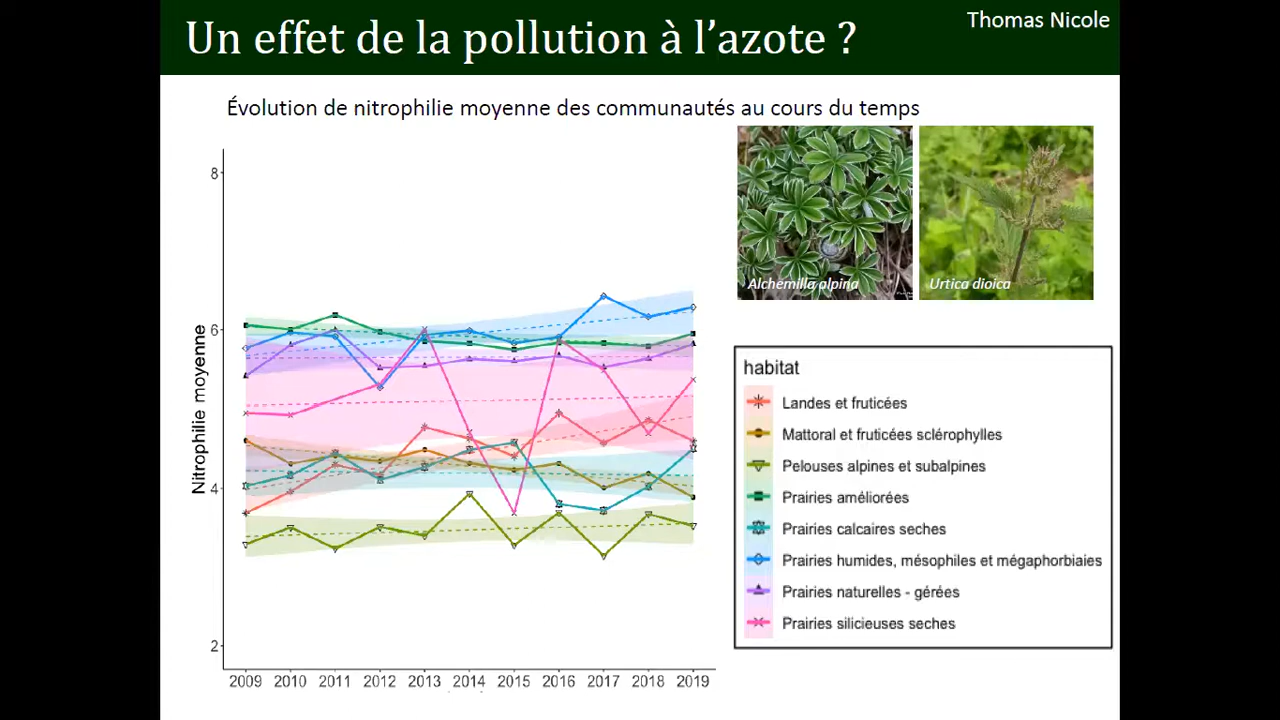 Thomas Nicole
Un effet de la pollution à l'azote ?
Évolution de nitrophilie moyenne des communautés au cours du temps
Alchemilla alpina
Urtica dioica
Nitrophilie moyenne
8
6
4
2
2009 2010 2011 2012 2013 2014 2015 2016 2017 2018 2019
habitat
Landes et fruticées
Mattoral et fruticées sclérophylles
Pelouses alpines et subalpines
Prairies améliorées
Prairies calcaires seches
Prairies humides, mésophiles et mégaphorbiaies
Prairies naturelles - gérées
Prairies silicieuses seches